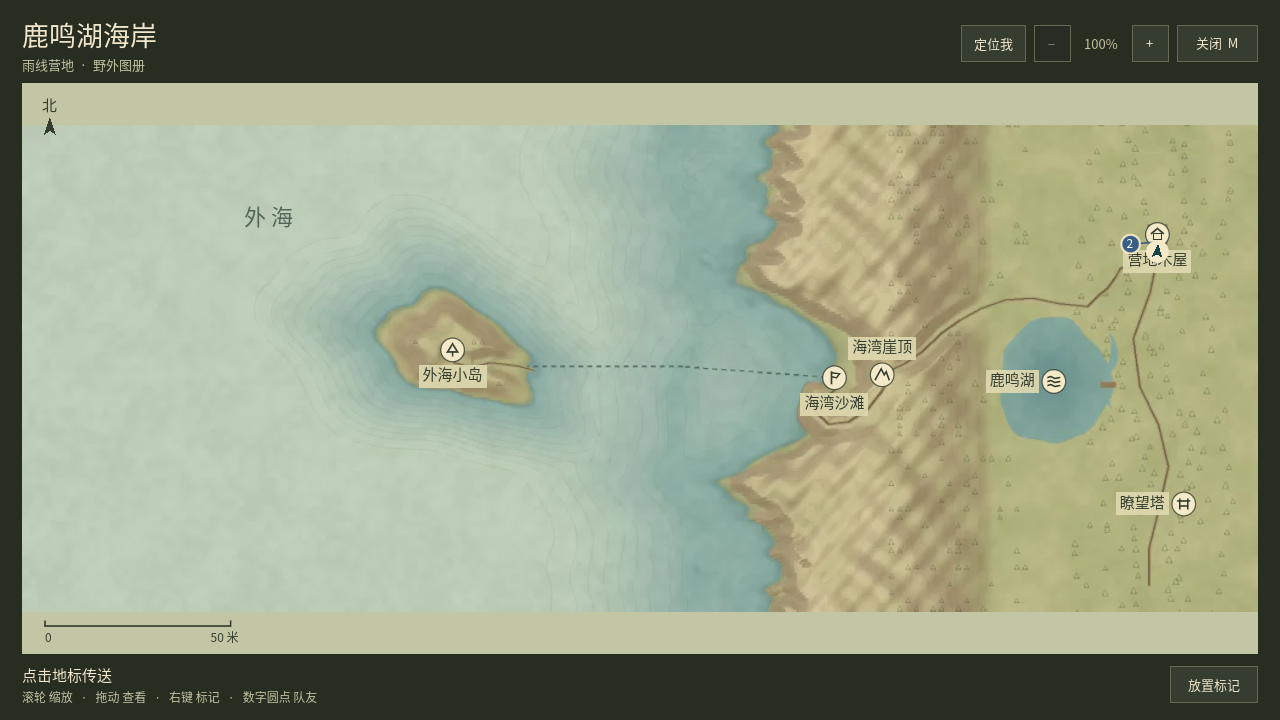 鹿鸣湖海岸
雨线营地 · 野外图册
定位我
−
100%
+
关闭 M
北
外海
2
营地木屋
海湾崖顶
外海小岛
鹿鸣湖
海湾沙滩
瞭望塔
0
50 米
点击地标传送
滚轮 缩放 · 拖动 查看 · 右键 标记 · 数字圆点 队友
放置标记